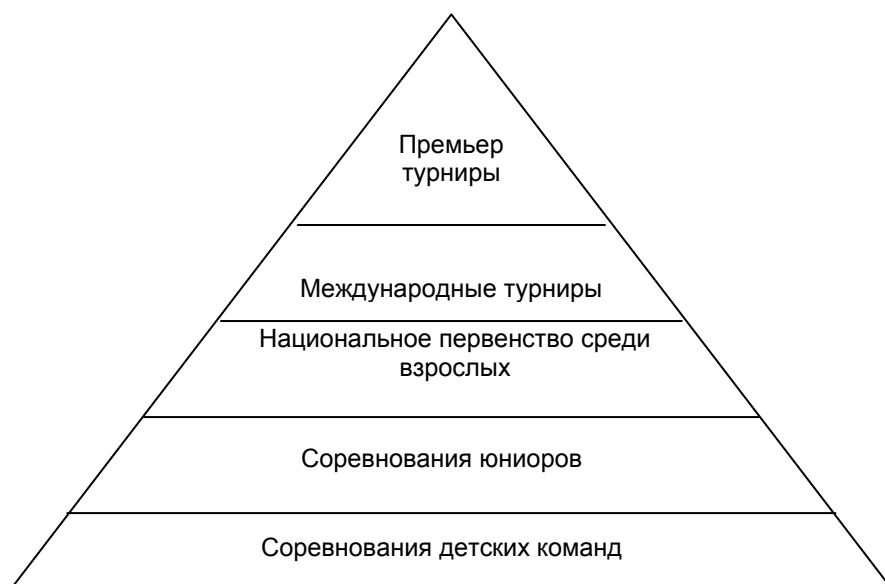 Премьер
турниры
Международные турниры
Национальное первенство среди
взрослых
Соревнования юниоров
Соревнования детских команд